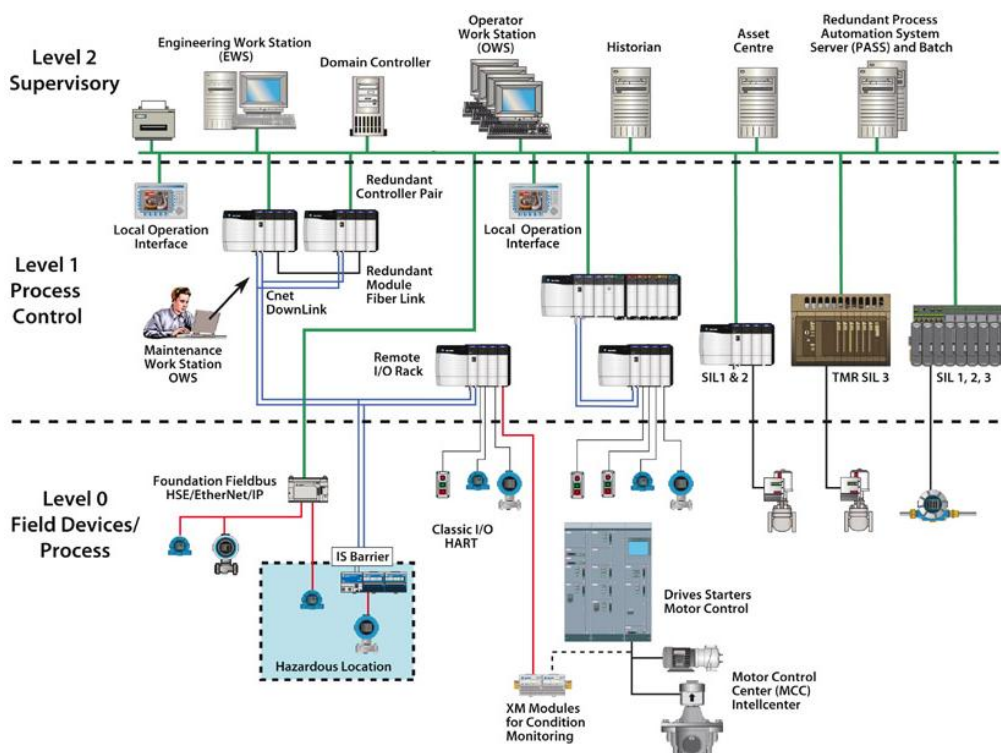 Level 2
Supervisory
Engineering Work Station
(EWS)
Domain Controller
Operator
Work Station
(OWS)
Historian
Asset
Centre
Redundant Process
Automation System
Server (PASS) and Batch
Level 1
Process
Control
Local Operation
Interface
Redundant
Controller Pair
Local Operation
Interface
Cnet
DownLink
Redundant
Module
Fiber Link
Maintenance
Work Station
OWS
Remote
I/O Rack
SIL1 & 2
TMR SIL 3
SIL 1, 2, 3
Level 0
Field Devices/
Process
Foundation Fieldbus
HSE/EtherNet/IP
Classic I/O
HART
IS Barrier
Hazardous Location
Drives Starters
Motor Control
XM Modules
for Condition
Monitoring
Motor Control
Center (MCC)
Intellcenter